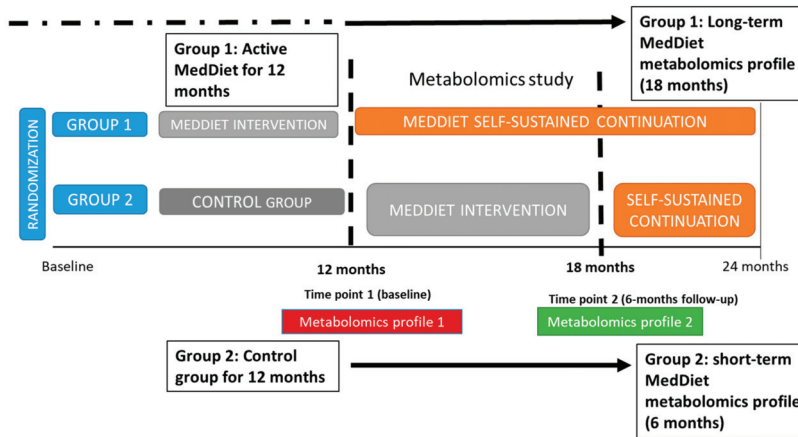 Group 1: Active
MedDiet for 12
months
Group 1: Long-term
MedDiet
metabolomics profile
(18 months)
Metabolomics study
RANDOMIZATION
GROUP 1
MEDDIET INTERVENTION
MEDDIET SELF-SUSTAINED CONTINUATION
GROUP 2
CONTROL GROUP
MEDDIET INTERVENTION
SELF-SUSTAINED
CONTINUATION
Baseline
12 months
18 months
24 months
Time point 1 (baseline)
Time point 2 (6-months follow-up)
Metabolomics profile 1
Metabolomics profile 2
Group 2: Control
group for 12 months
Group 2: short-term
MedDiet
metabolomics profile
(6 months)